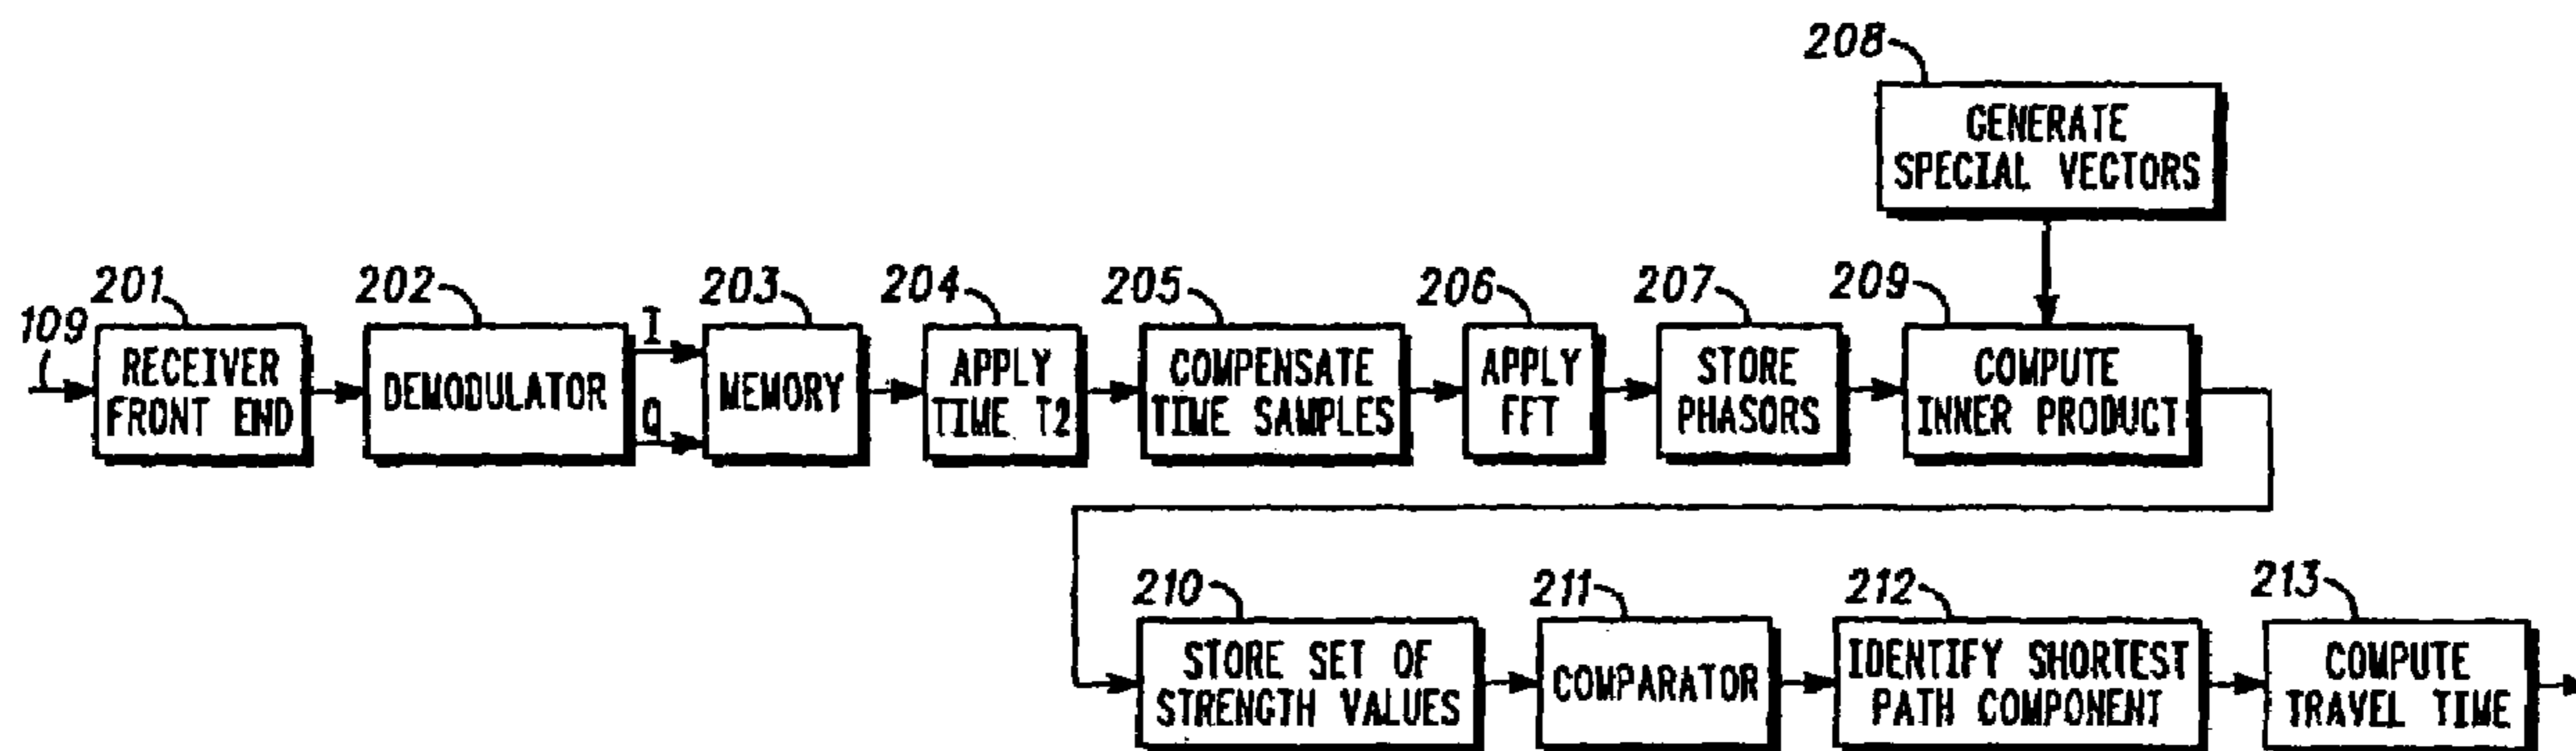 208
GENERATE
SPECIAL VECTORS
109
201
RECEIVER
FRONT END
202
DEMODULATOR
I
Q
203
MEMORY
204
APPLY
TIME T2
205
COMPENSATE
TIME SAMPLES
206
APPLY
FFT
207
STORE
PHASORS
209
COMPUTE
INNER PRODUCT
210
STORE SET OF
STRENGTH VALUES
211
COMPARATOR
212
IDENTIFY SHORTEST
PATH COMPONENT
213
COMPUTE
TRAVEL TIME